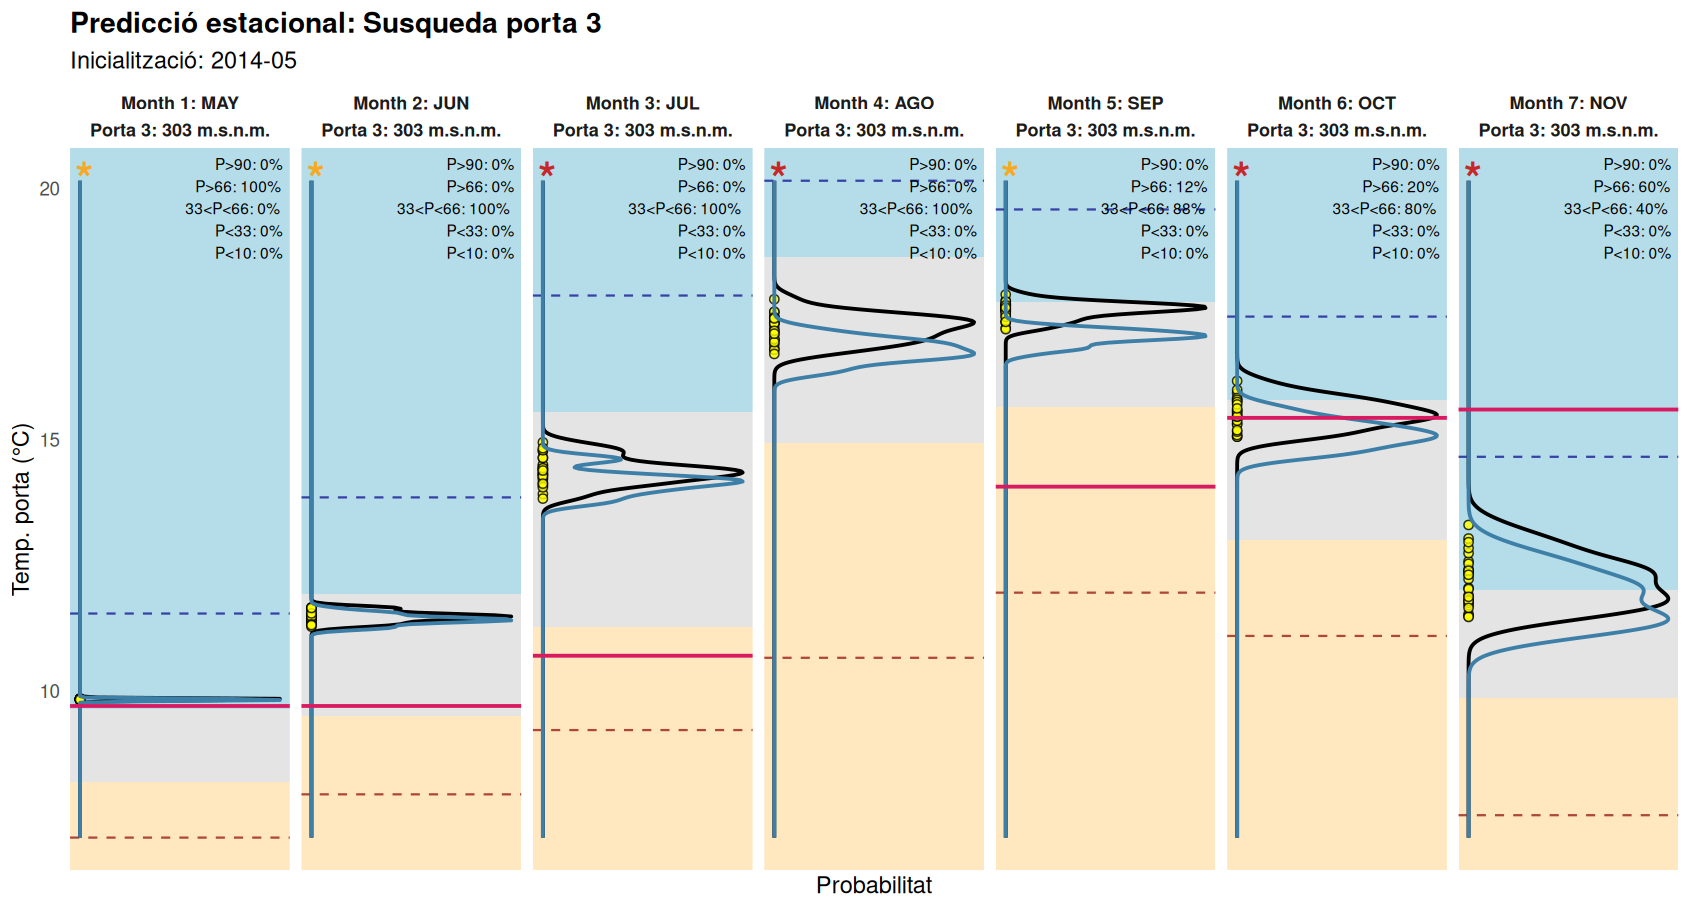 Predicció estacional: Susqueda porta 3
Inicialització: 2014-05
Month 1: MAY
Porta 3: 303 m.s.n.m.
Month 2: JUN
Porta 3: 303 m.s.n.m.
Month 3: JUL
Porta 3: 303 m.s.n.m.
Month 4: AGO
Porta 3: 303 m.s.n.m.
Month 5: SEP
Porta 3: 303 m.s.n.m.
Month 6: OCT
Porta 3: 303 m.s.n.m.
Month 7: NOV
Porta 3: 303 m.s.n.m.
*
P>90: 0%
P>66: 100%
33<P<66: 0%
P<33: 0%
P<10: 0%
*
P>90: 0%
P>66: 0%
33<P<66: 100%
P<33: 0%
P<10: 0%
*
P>90: 0%
P>66: 0%
33<P<66: 100%
P<33: 0%
P<10: 0%
*
P>90: 0%
P>66: 0%
33<P<66: 100%
P<33: 0%
P<10: 0%
*
P>90: 0%
P>66: 12%
33<P<66: 88%
P<33: 0%
P<10: 0%
*
P>90: 0%
P>66: 20%
33<P<66: 80%
P<33: 0%
P<10: 0%
*
P>90: 0%
P>66: 60%
33<P<66: 40%
P<33: 0%
P<10: 0%
20
15
10
Temp. porta (°C)
Probabilitat